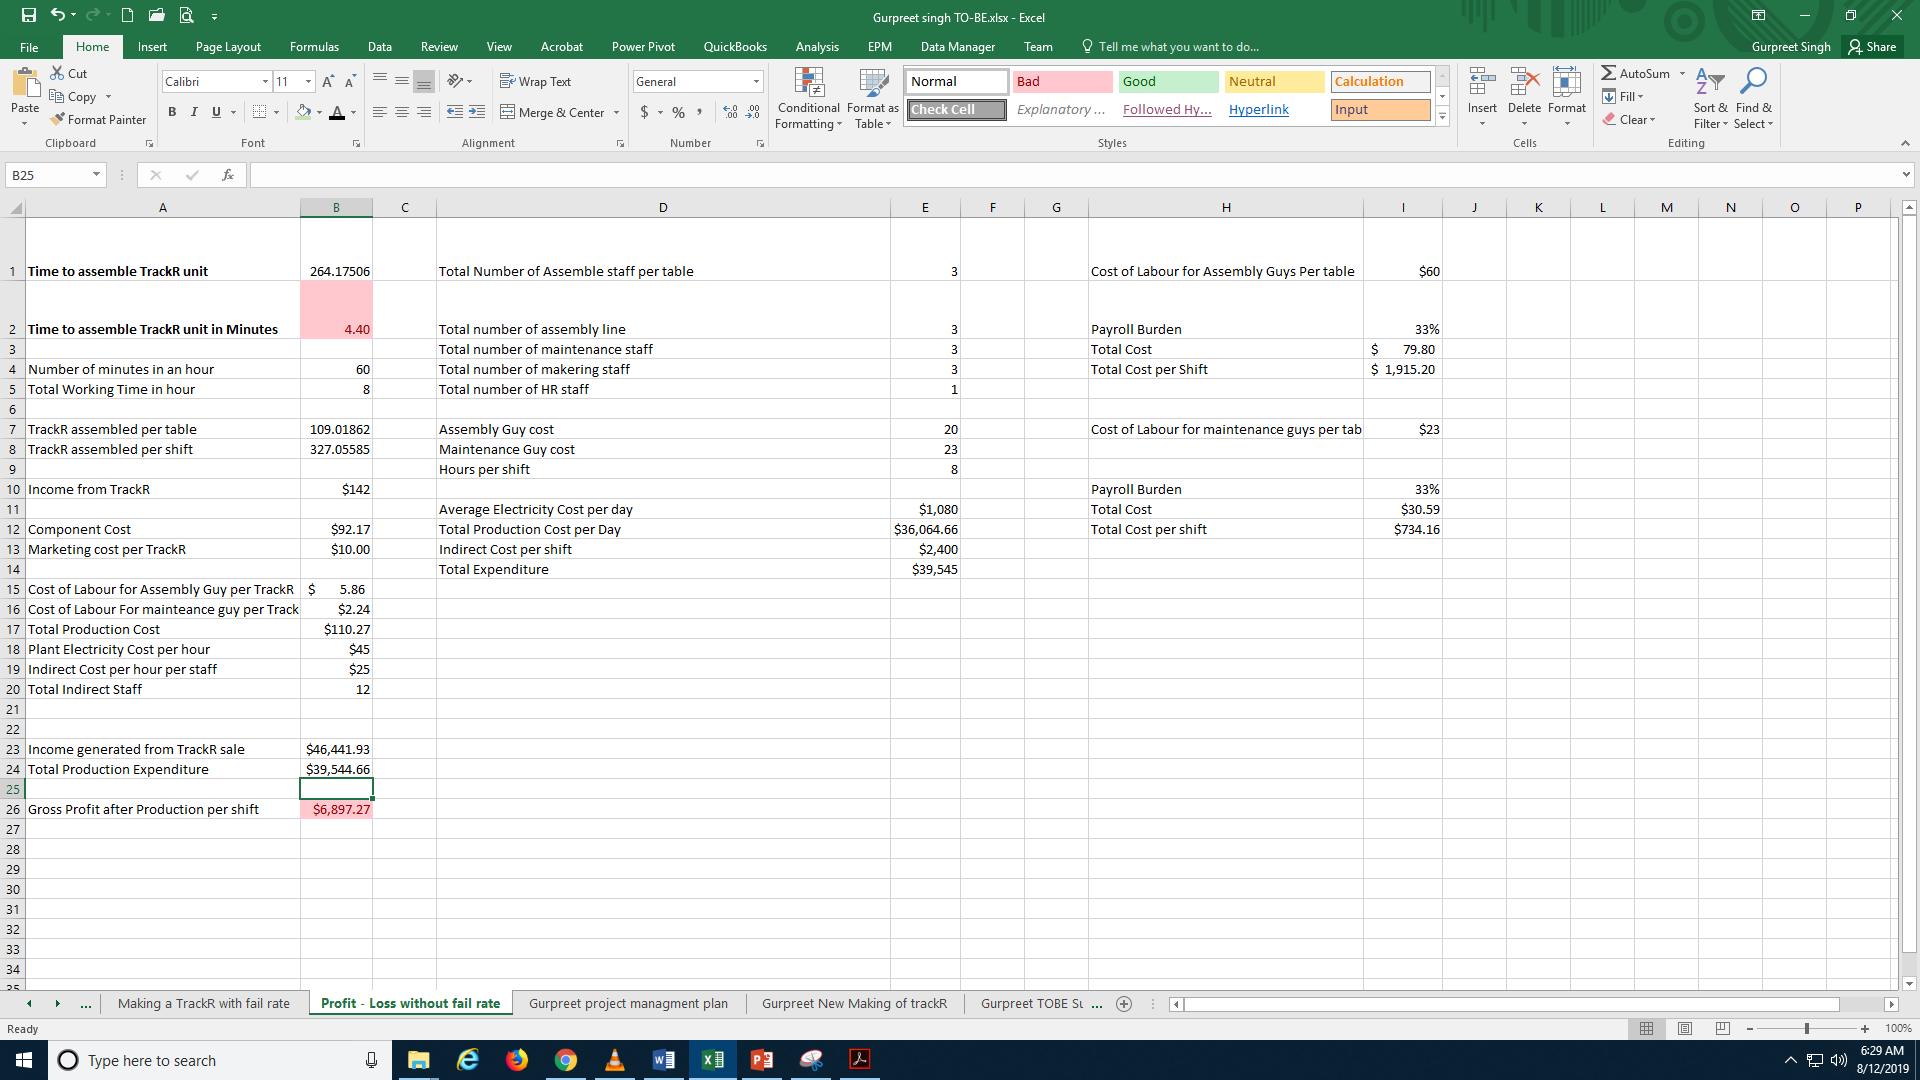 Gurpreet singh TO-BE.xlsx - Excel
File Home Insert Page Layout Formulas Data Review View Acrobat Power Pivot QuickBooks Analysis EPM Data Manager Team Tell me what you want to do... Gurpreet Singh Share
Cut
Copy
Format Painter
Paste
Clipboard
Calibri 11
B I U A
Font
Wrap Text
Merge & Center
Alignment
General
$ % ,
Number
Conditional Formatting
Format as Table
Normal Bad Good Neutral Calculation
Check Cell Explanatory ... Followed Hy... Hyperlink Input
Styles
Insert Delete Format
Cells
AutoSum
Fill
Clear
Sort & Filter
Find & Select
Editing
B25 fx
A B C D E F G H I J K L M N O P
1 Time to assemble TrackR unit 264.17506 Total Number of Assemble staff per table 3 Cost of Labour for Assembly Guys Per table $60
2 Time to assemble TrackR unit in Minutes 4.40 Total number of assembly line 3 Payroll Burden 33%
3 Total number of maintenance staff 3 Total Cost $ 79.80
4 Number of minutes in an hour 60 Total number of makering staff 3 Total Cost per Shift $ 1,915.20
5 Total Working Time in hour 8 Total number of HR staff 1
6
7 TrackR assembled per table 109.01862 Assembly Guy cost 20 Cost of Labour for maintenance guys per tab $23
8 TrackR assembled per shift 327.05585 Maintenance Guy cost 23
9 Hours per shift 8
10 Income from TrackR $142 Payroll Burden 33%
11 Average Electricity Cost per day $1,080 Total Cost $30.59
12 Component Cost $92.17 Total Production Cost per Day $36,064.66 Total Cost per shift $734.16
13 Marketing cost per TrackR $10.00 Indirect Cost per shift $2,400
14 Total Expenditure $39,545
15 Cost of Labour for Assembly Guy per TrackR $ 5.86
16 Cost of Labour For mainteance guy per Track $2.24
17 Total Production Cost $110.27
18 Plant Electricity Cost per hour $45
19 Indirect Cost per hour per staff $25
20 Total Indirect Staff 12
21
22
23 Income generated from TrackR sale $46,441.93
24 Total Production Expenditure $39,544.66
25
26 Gross Profit after Production per shift $6,897.27
27
28
29
30
31
32
33
34
35
... Making a TrackR with fail rate Profit - Loss without fail rate Gurpreet project managment plan Gurpreet New Making of trackR Gurpreet TOBE Su ...
Ready 100%
Type here to search
6:29 AM
8/12/2019